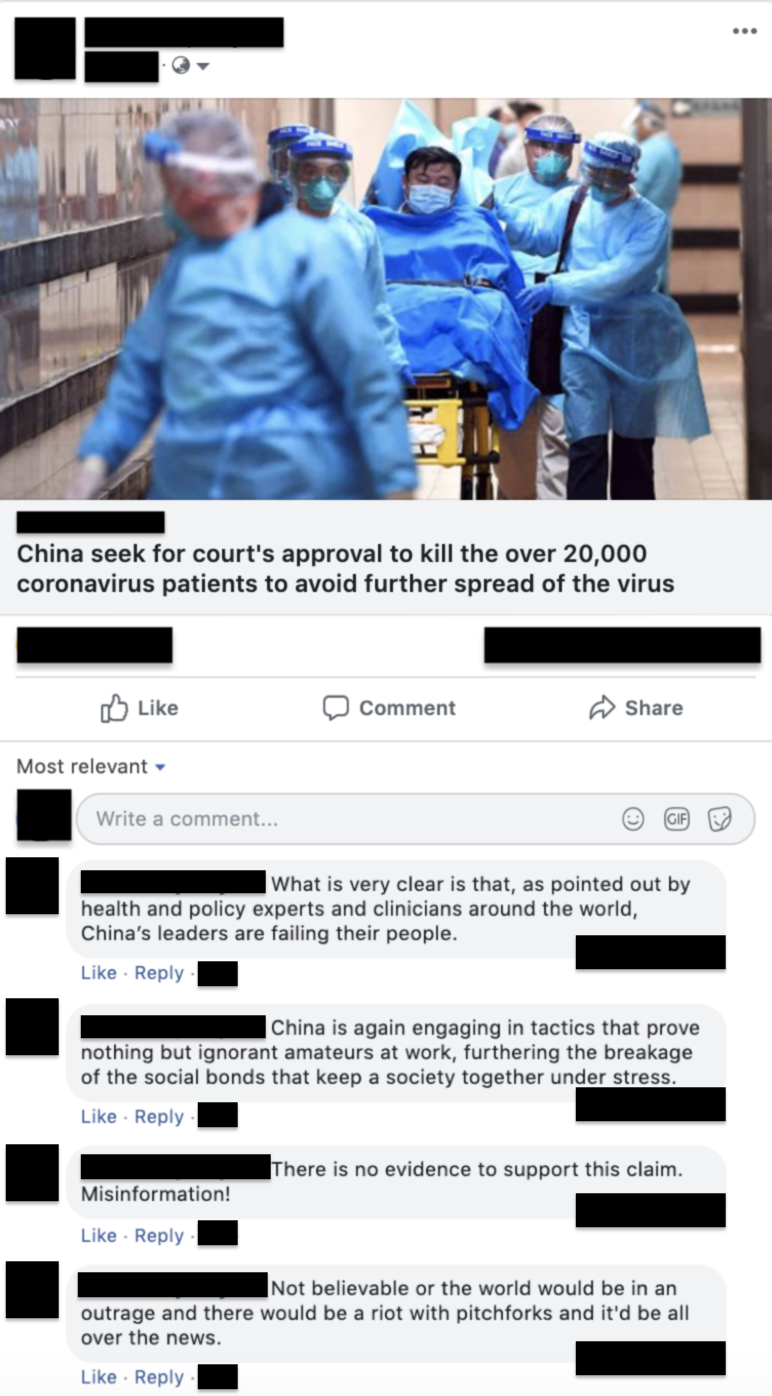 FACE SHIELD
FACE SHIELD
China seek for court's approval to kill the over 20,000
coronavirus patients to avoid further spread of the virus
Like
Comment
Share
Most relevant
Write a comment...
GIF
What is very clear is that, as pointed out by
health and policy experts and clinicians around the world,
China’s leaders are failing their people.
Like · Reply ·
China is again engaging in tactics that prove
nothing but ignorant amateurs at work, furthering the breakage
of the social bonds that keep a society together under stress.
Like · Reply ·
There is no evidence to support this claim.
Misinformation!
Like · Reply ·
Not believable or the world would be in an
outrage and there would be a riot with pitchforks and it'd be all
over the news.
Like · Reply ·